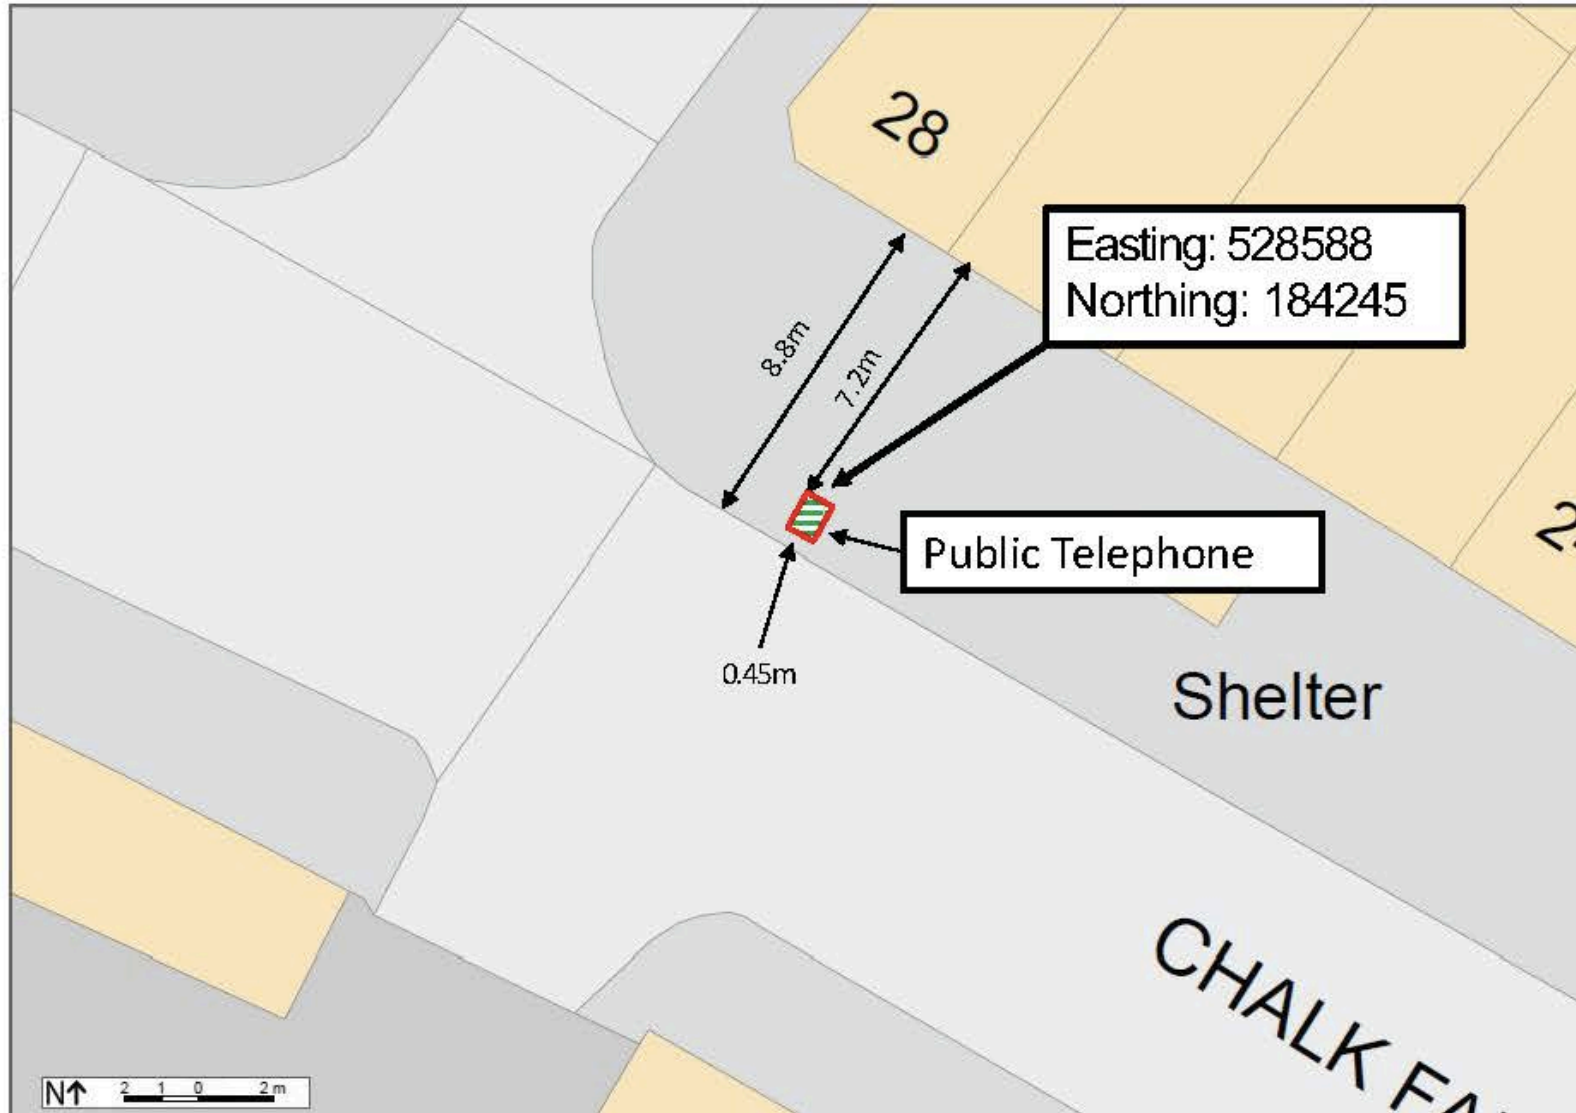 28
Easting: 528588
Northing: 184245
8.8m
7.2m
Public Telephone
0.45m
Shelter
CHALK
N
2 1 0 2 m